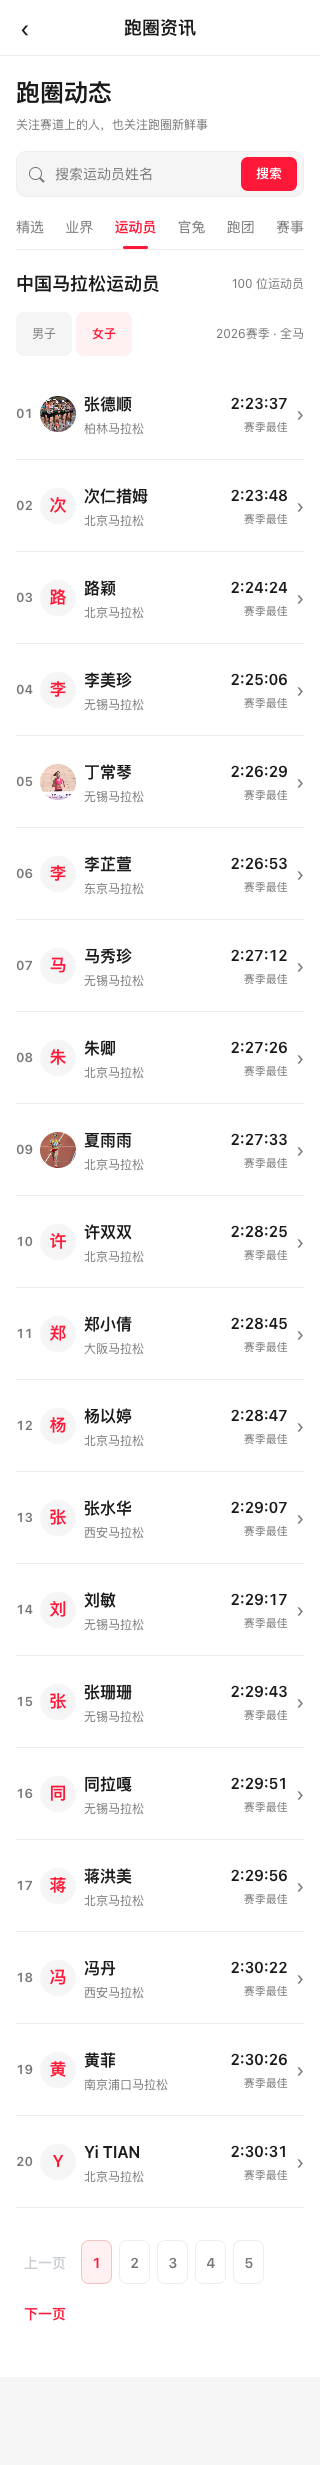 跑圈资讯
跑圈动态
关注赛道上的人，也关注跑圈新鲜事
搜索运动员姓名 搜索
精选 业界 运动员 官兔 跑团 赛事
中国马拉松运动员 100 位运动员
男子 女子 2026赛季 · 全马
01 张德顺 2:23:37
柏林马拉松 赛季最佳
02 次 次仁措姆 2:23:48
北京马拉松 赛季最佳
03 路 路颖 2:24:24
北京马拉松 赛季最佳
04 李 李美珍 2:25:06
无锡马拉松 赛季最佳
05 丁常琴 2:26:29
无锡马拉松 赛季最佳
06 李 李芷萱 2:26:53
东京马拉松 赛季最佳
07 马 马秀珍 2:27:12
无锡马拉松 赛季最佳
08 朱 朱卿 2:27:26
北京马拉松 赛季最佳
09 夏雨雨 2:27:33
北京马拉松 赛季最佳
10 许 许双双 2:28:25
北京马拉松 赛季最佳
11 郑 郑小倩 2:28:45
大阪马拉松 赛季最佳
12 杨 杨以婷 2:28:47
北京马拉松 赛季最佳
13 张 张水华 2:29:07
西安马拉松 赛季最佳
14 刘 刘敏 2:29:17
无锡马拉松 赛季最佳
15 张 张珊珊 2:29:43
无锡马拉松 赛季最佳
16 同 同拉嘎 2:29:51
无锡马拉松 赛季最佳
17 蒋 蒋洪美 2:29:56
北京马拉松 赛季最佳
18 冯 冯丹 2:30:22
西安马拉松 赛季最佳
19 黄 黄菲 2:30:26
南京浦口马拉松 赛季最佳
20 Y Yi TIAN 2:30:31
北京马拉松 赛季最佳
上一页 1 2 3 4 5
下一页